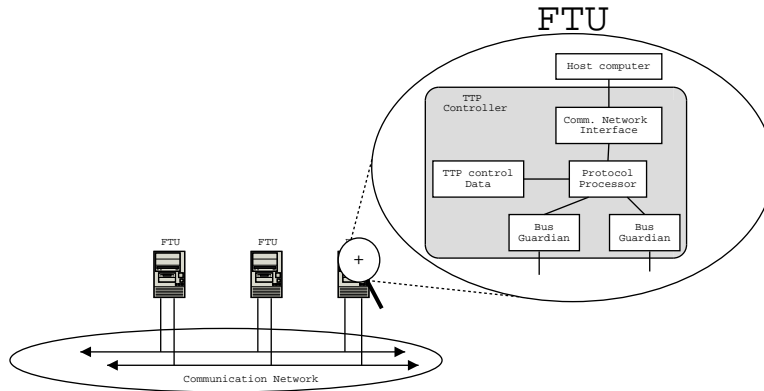 FTU
Host computer
TTP
Controller
Comm. Network
Interface
TTP control
Data
Protocol
Processor
Bus
Guardian
Bus
Guardian
FTU
FTU
+
Communication Network